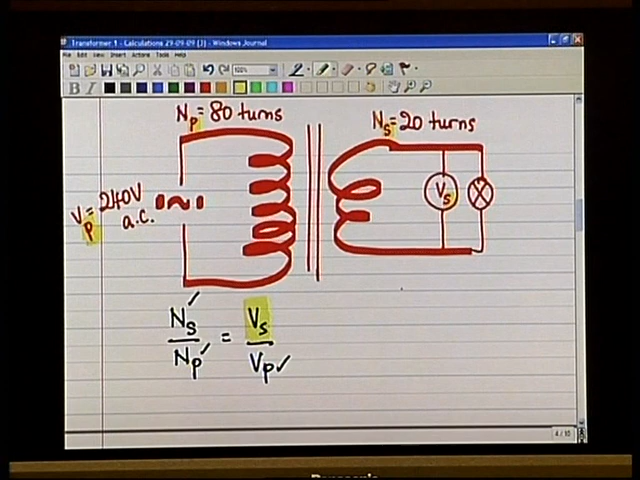 Transformer 1 - Calculations 29-09-09 (J) - Windows Journal
File Edit View Insert Actions Tools Help
100%
B I
Np = 80 turns
Ns = 20 turns
Vp = 240V
a.c.
Vs
Ns
Np
=
Vs
Vp
4/10
Panasonic